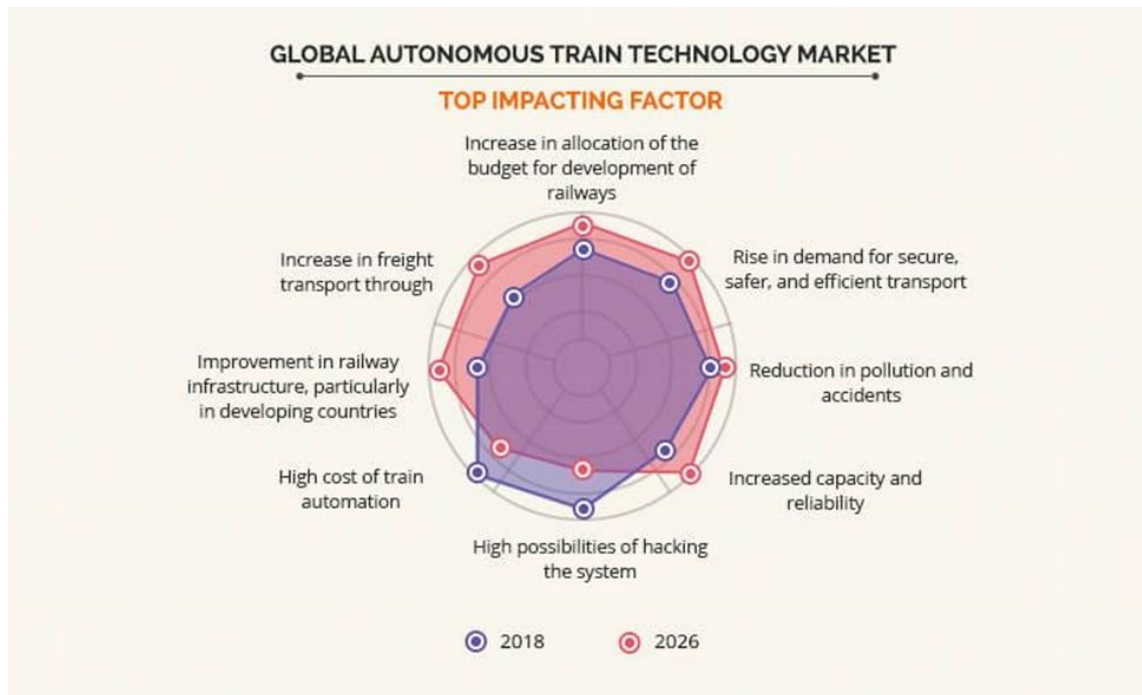 GLOBAL AUTONOMOUS TRAIN TECHNOLOGY MARKET
TOP IMPACTING FACTOR
Increase in allocation of the
budget for development of
railways
Increase in freight
transport through
Rise in demand for secure,
safer, and efficient transport
Improvement in railway
infrastructure, particularly
in developing countries
Reduction in pollution and
accidents
High cost of train
automation
Increased capacity and
reliability
High possibilities of hacking
the system
2018
2026